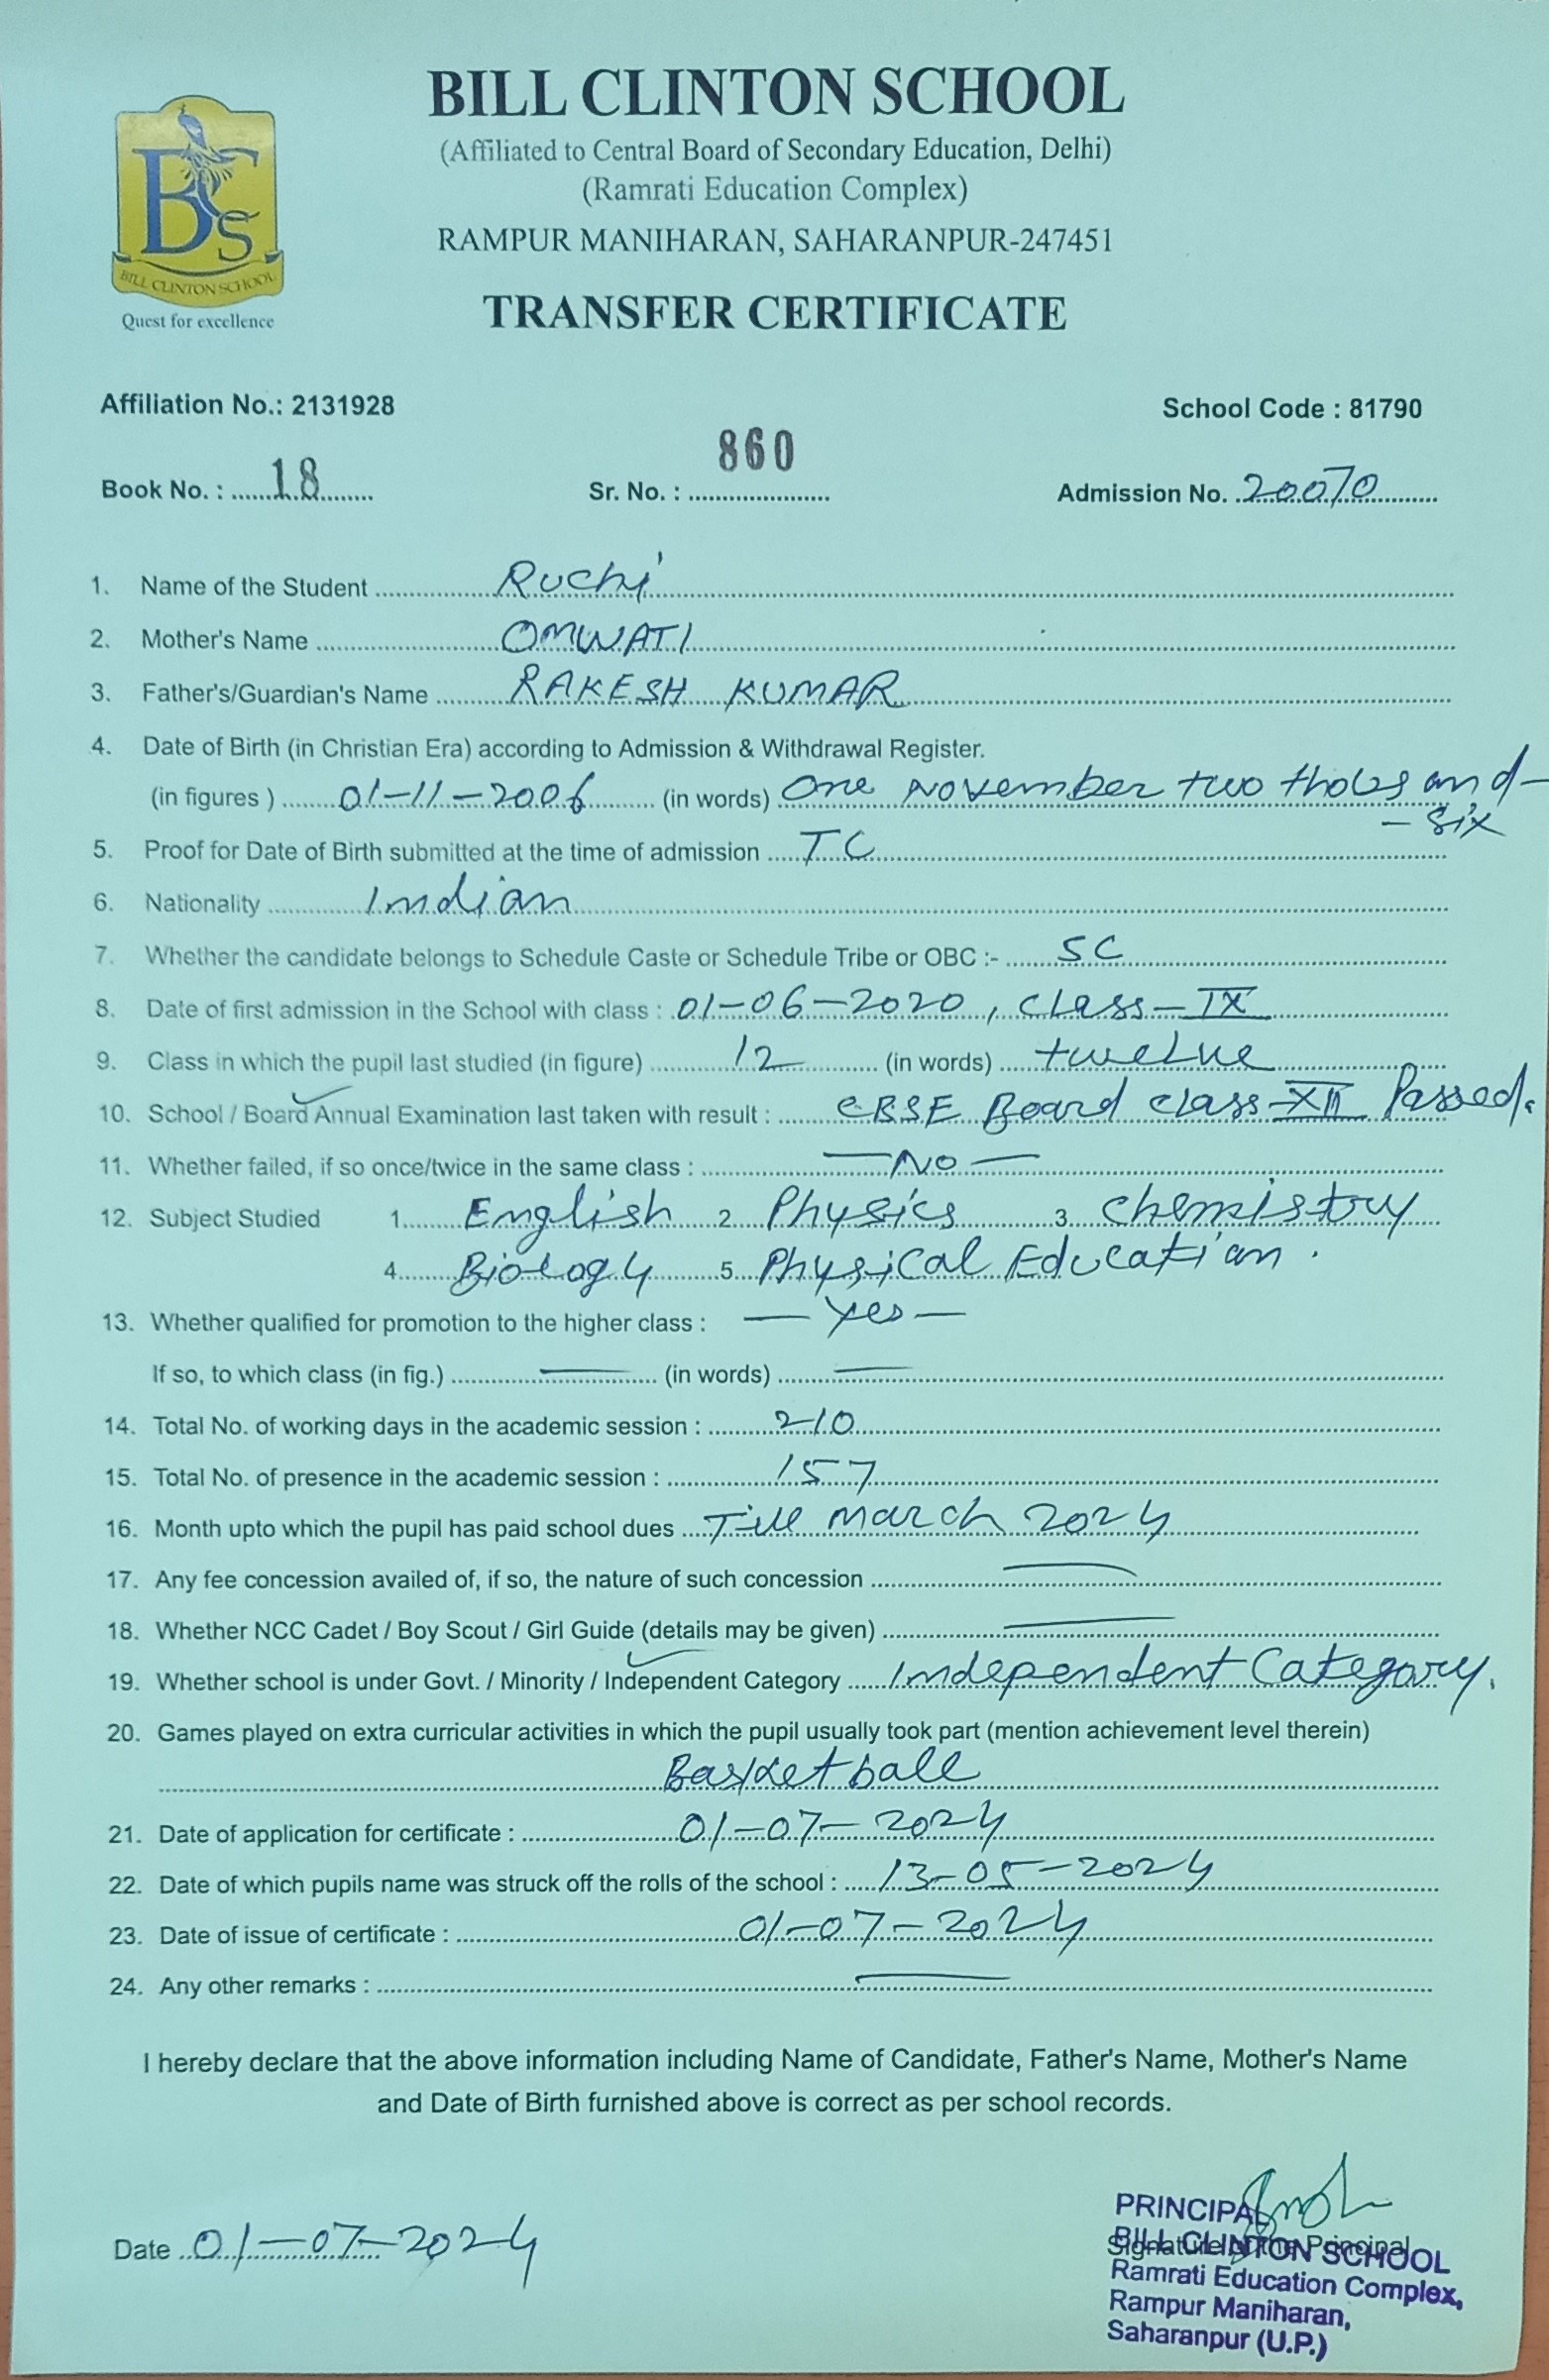 BILL CLINTON SCHOOL
(Affiliated to Central Board of Secondary Education, Delhi)
(Ramrati Education Complex)
RAMPUR MANIHARAN, SAHARANPUR-247451
BCS
BILL CLINTON SCHOOL
Quest for excellence
TRANSFER CERTIFICATE
Affiliation No.: 2131928 School Code : 81790
Book No. : 18 Sr. No. : 860 Admission No. 20070
1. Name of the Student Ruchi
2. Mother's Name OMWATI
3. Father's/Guardian's Name RAKESH KUMAR
4. Date of Birth (in Christian Era) according to Admission & Withdrawal Register.
(in figures ) 01-11-2006 (in words) One November two thousand-
- six
5. Proof for Date of Birth submitted at the time of admission TC
6. Nationality Indian
7. Whether the candidate belongs to Schedule Caste or Schedule Tribe or OBC :- SC
8. Date of first admission in the School with class : 01-06-2020, class-IX
9. Class in which the pupil last studied (in figure) 12 (in words) twelve
10. School / Board Annual Examination last taken with result : CBSE Board class-XII Passed.
11. Whether failed, if so once/twice in the same class : -No-
12. Subject Studied 1. English 2. Physics 3. chemistry
4. Biology 5. Physical Education.
13. Whether qualified for promotion to the higher class : - yes -
If so, to which class (in fig.) — (in words) —
14. Total No. of working days in the academic session : 210
15. Total No. of presence in the academic session : 157
16. Month upto which the pupil has paid school dues Till march 2024
17. Any fee concession availed of, if so, the nature of such concession —
18. Whether NCC Cadet / Boy Scout / Girl Guide (details may be given) —
19. Whether school is under Govt. / Minority / Independent Category Independent Category.
20. Games played on extra curricular activities in which the pupil usually took part (mention achievement level therein)
Basketball
21. Date of application for certificate : 01-07-2024
22. Date of which pupils name was struck off the rolls of the school : 13-05-2024
23. Date of issue of certificate : 01-07-2024
24. Any other remarks : —
I hereby declare that the above information including Name of Candidate, Father's Name, Mother's Name
and Date of Birth furnished above is correct as per school records.
Date 01-07-2024
PRINCIPAL
Signature of the Principal
BILL CLINTON SCHOOL
Ramrati Education Complex,
Rampur Maniharan,
Saharanpur (U.P.)